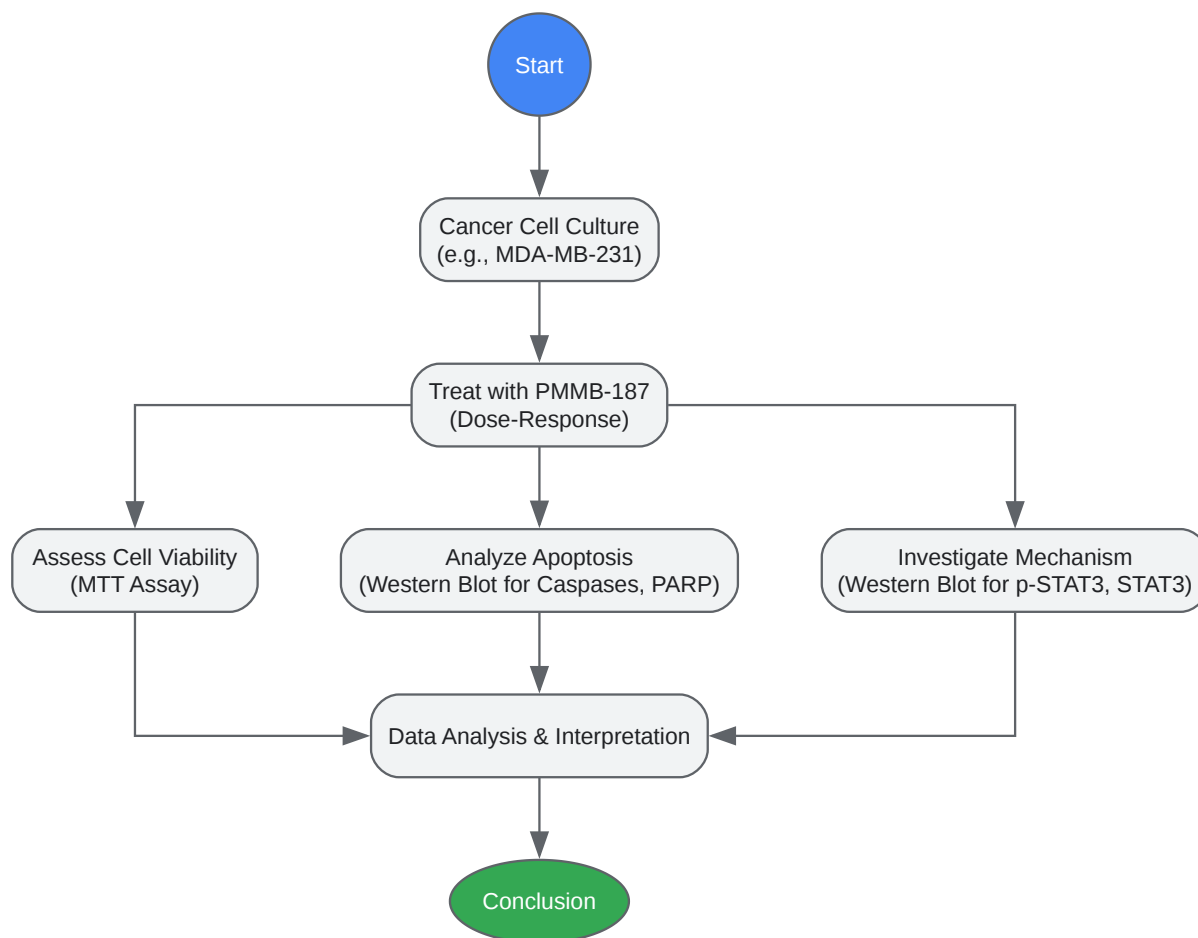 Start
Cancer Cell Culture
(e.g., MDA-MB-231)
Treat with PMMB-187
(Dose-Response)
Assess Cell Viability
(MTT Assay)
Analyze Apoptosis
(Western Blot for Caspases, PARP)
Investigate Mechanism
(Western Blot for p-STAT3, STAT3)
Data Analysis & Interpretation
Conclusion